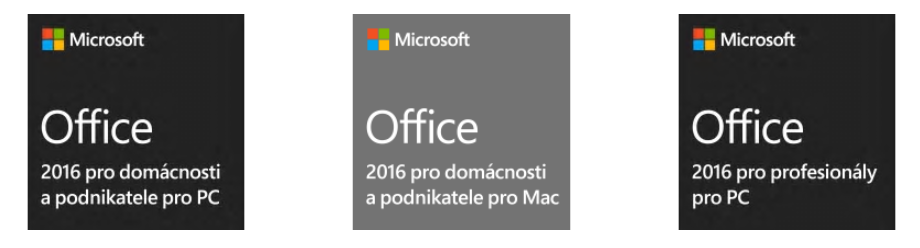 Microsoft
Office
2016 pro domácnosti
a podnikatele pro PC
Microsoft
Office
2016 pro domácnosti
a podnikatele pro Mac
Microsoft
Office
2016 pro profesionály
pro PC